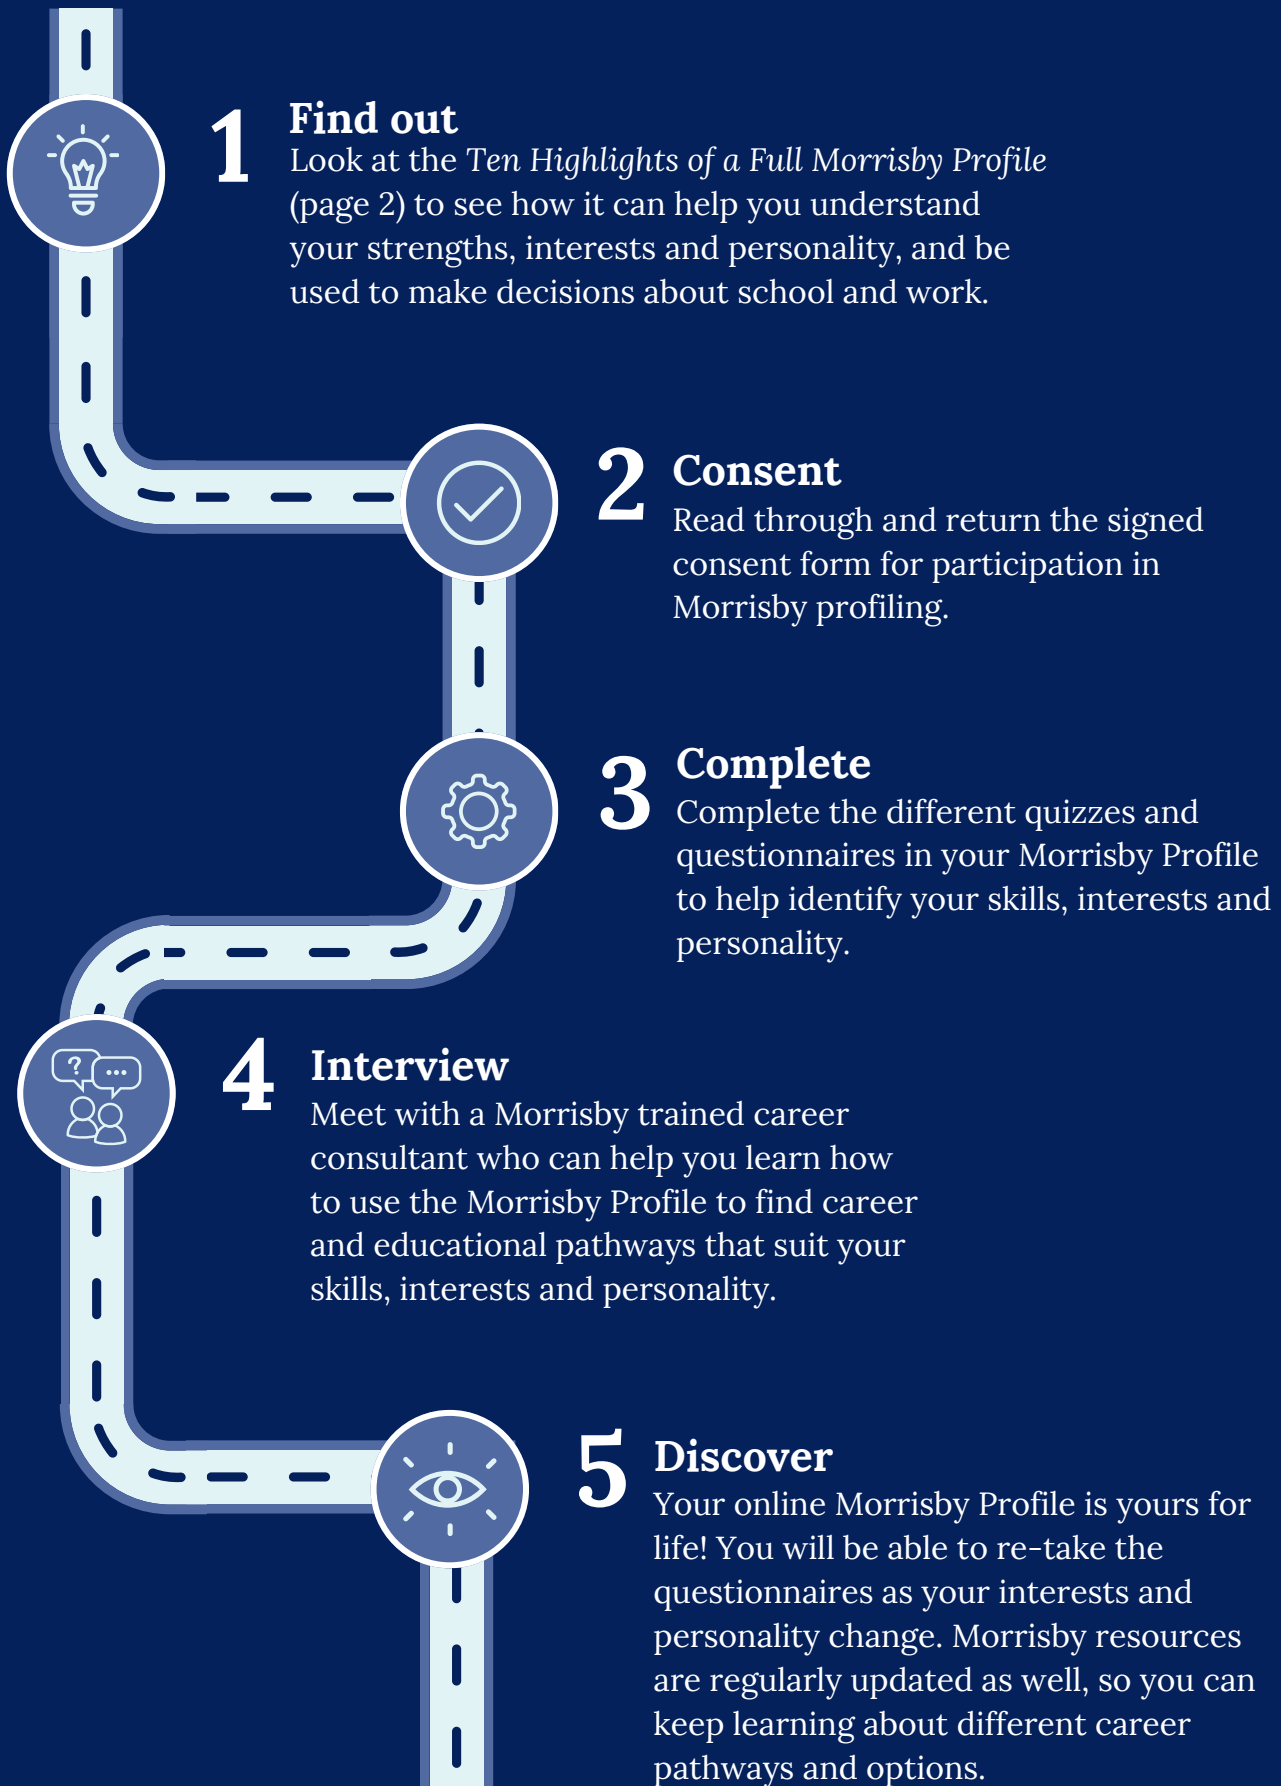 1
Find out
Look at the Ten Highlights of a Full Morrisby Profile
(page 2) to see how it can help you understand
your strengths, interests and personality, and be
used to make decisions about school and work.
2
Consent
Read through and return the signed
consent form for participation in
Morrisby profiling.
3
Complete
Complete the different quizzes and
questionnaires in your Morrisby Profile
to help identify your skills, interests and
personality.
?
4
Interview
Meet with a Morrisby trained career
consultant who can help you learn how
to use the Morrisby Profile to find career
and educational pathways that suit your
skills, interests and personality.
5
Discover
Your online Morrisby Profile is yours for
life! You will be able to re-take the
questionnaires as your interests and
personality change. Morrisby resources
are regularly updated as well, so you can
keep learning about different career
pathways and options.